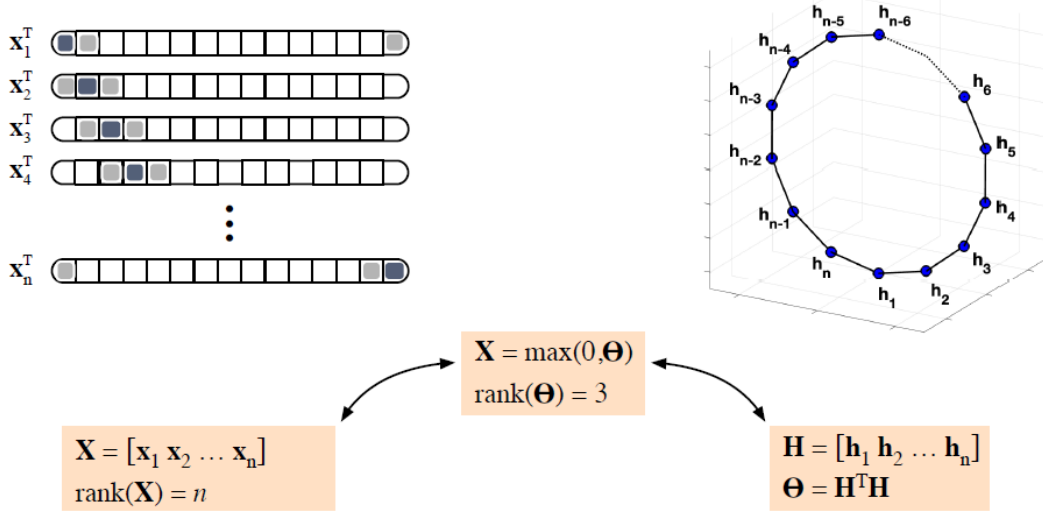 x₁ᵀ
x₂ᵀ
x₃ᵀ
x₄ᵀ
⋮
xₙᵀ
hₙ₋₅
hₙ₋₆
hₙ₋₄
hₙ₋₃
h₆
hₙ₋₂
h₅
hₙ₋₁
h₄
hₙ
h₃
h₁
h₂
X = max(0,Θ)
rank(Θ) = 3
X = [x₁ x₂ … xₙ]
rank(X) = n
H = [h₁ h₂ … hₙ]
Θ = HᵀH